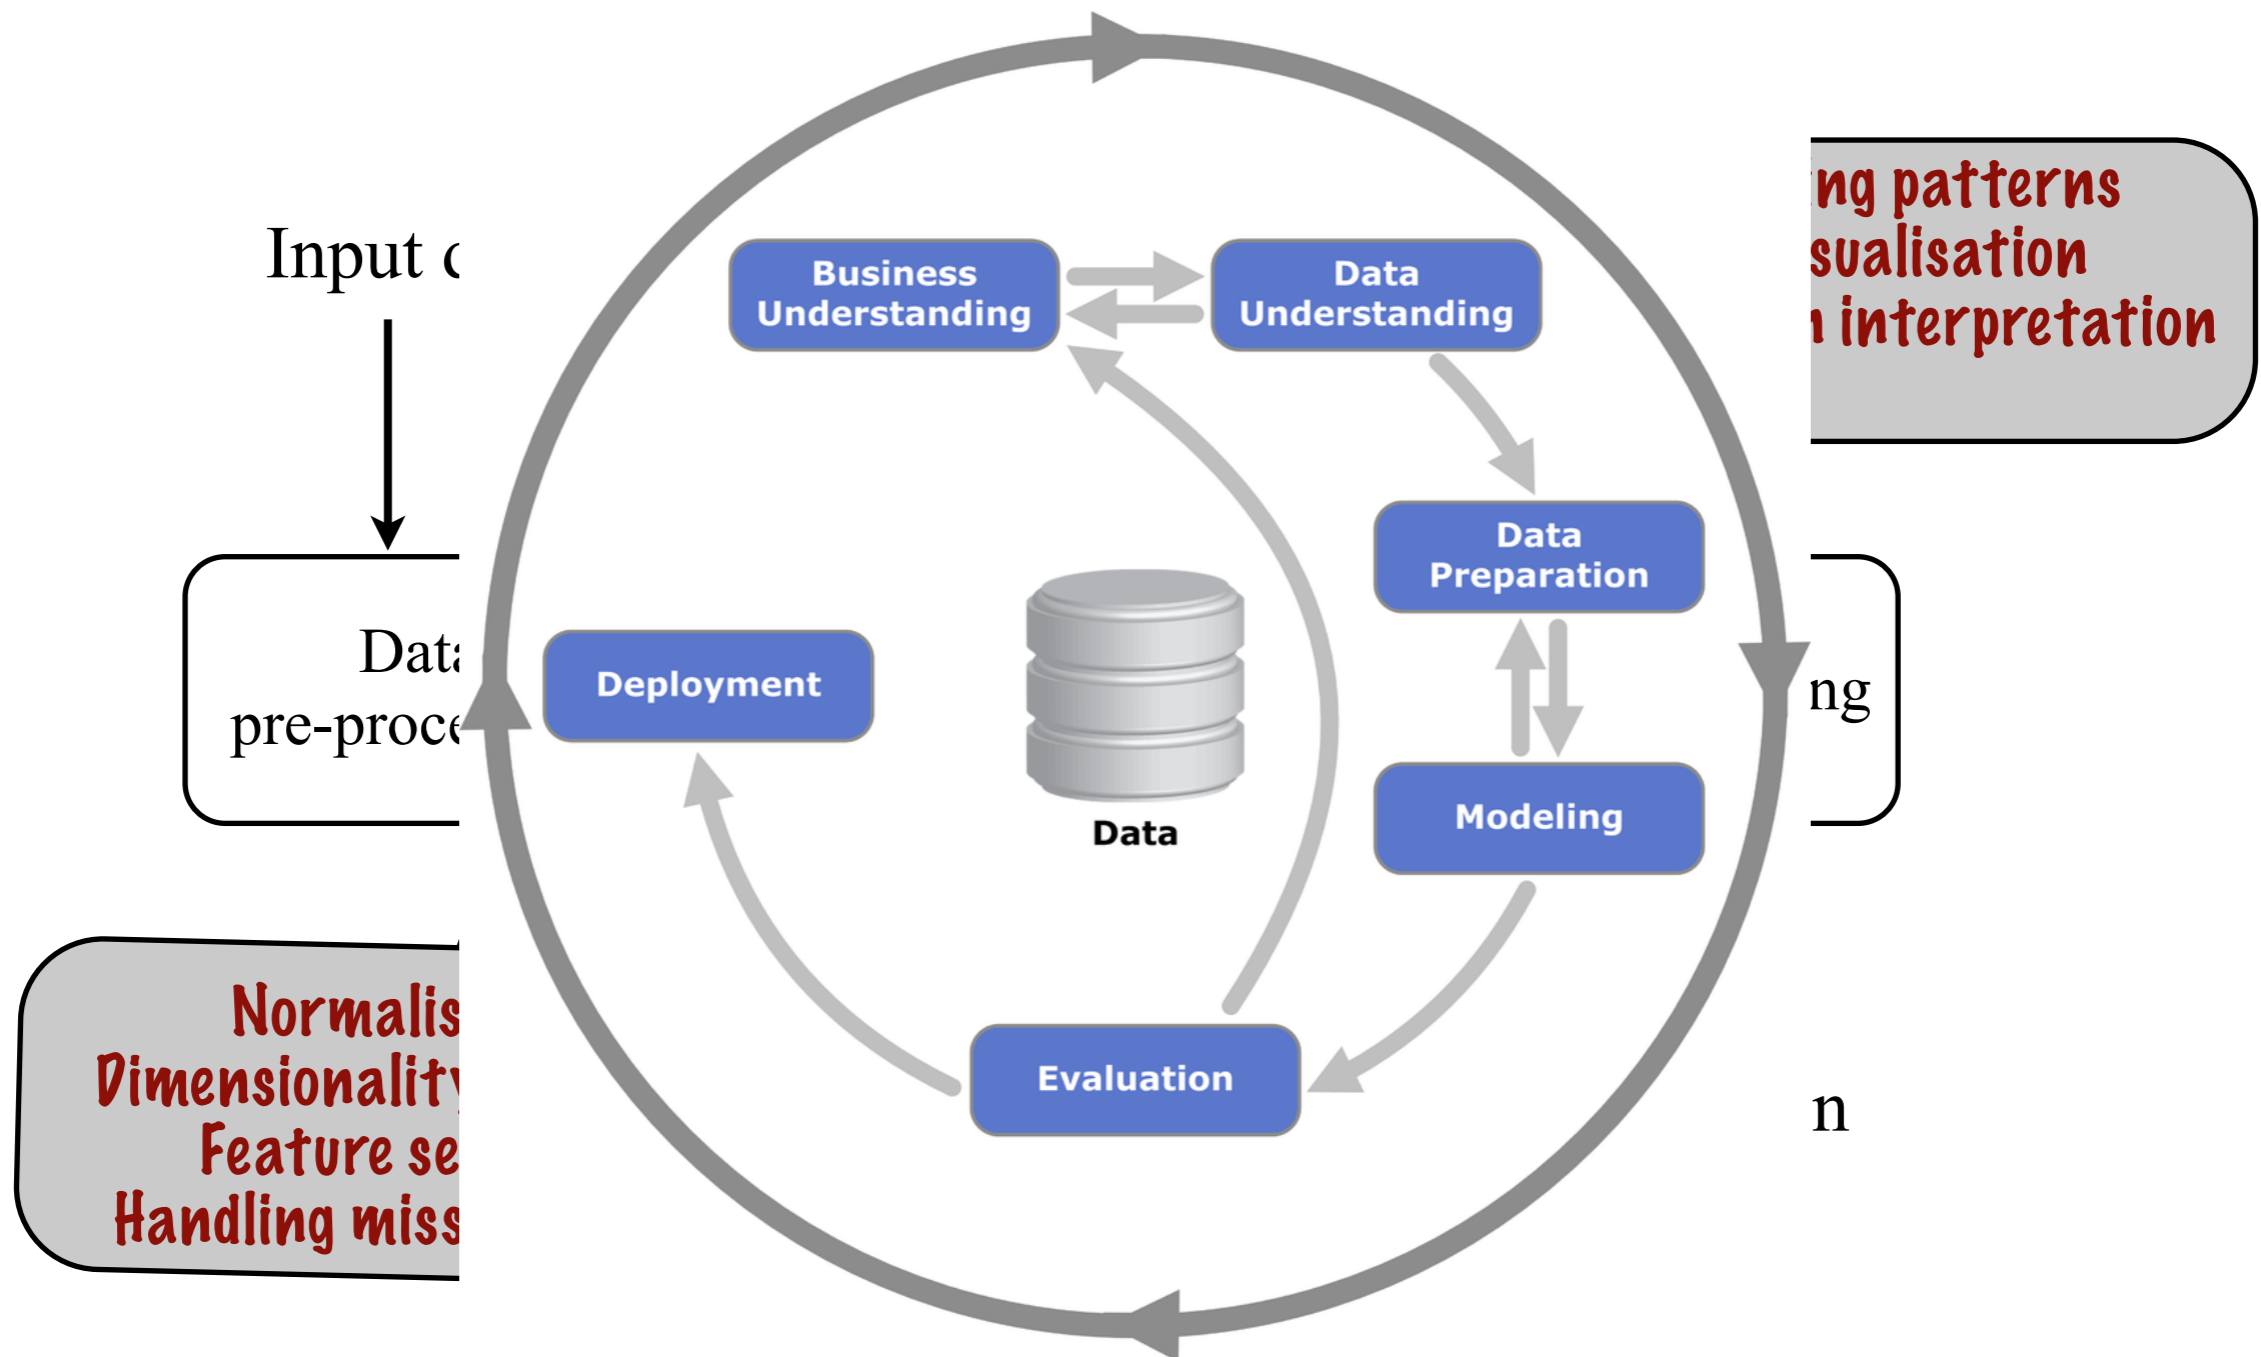 ng patterns
sualisation
interpretation
Input
Business
Understanding
Data
Understanding
Data
Preparation
Data
pre-proce
Deployment
ng
Modeling
Data
Normalis
Dimensionality
Feature se
Handling miss
Evaluation
n